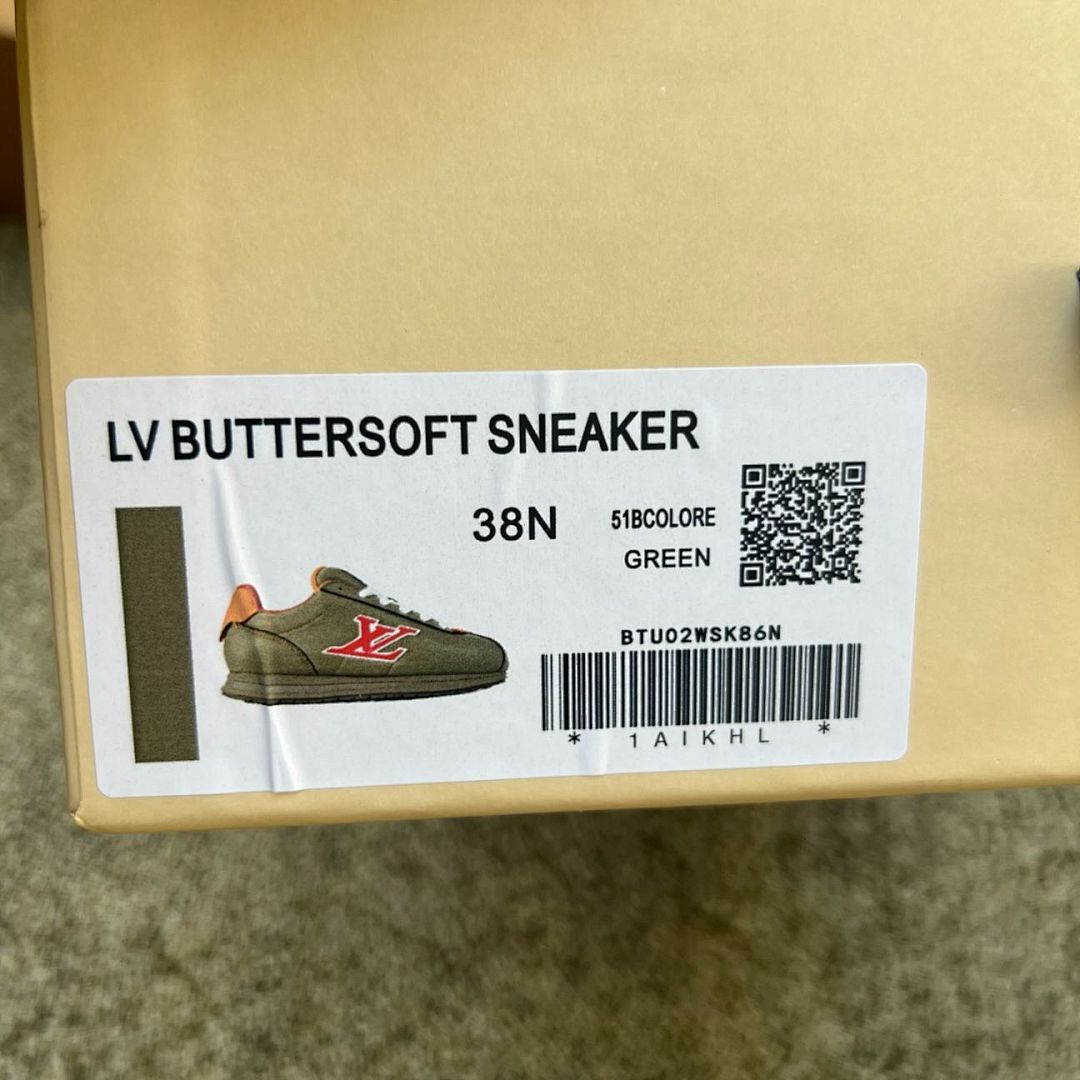 LV BUTTERSOFT SNEAKER
38N
51BCOLORE
GREEN
BTU02WSK86N
* 1AIKHL *